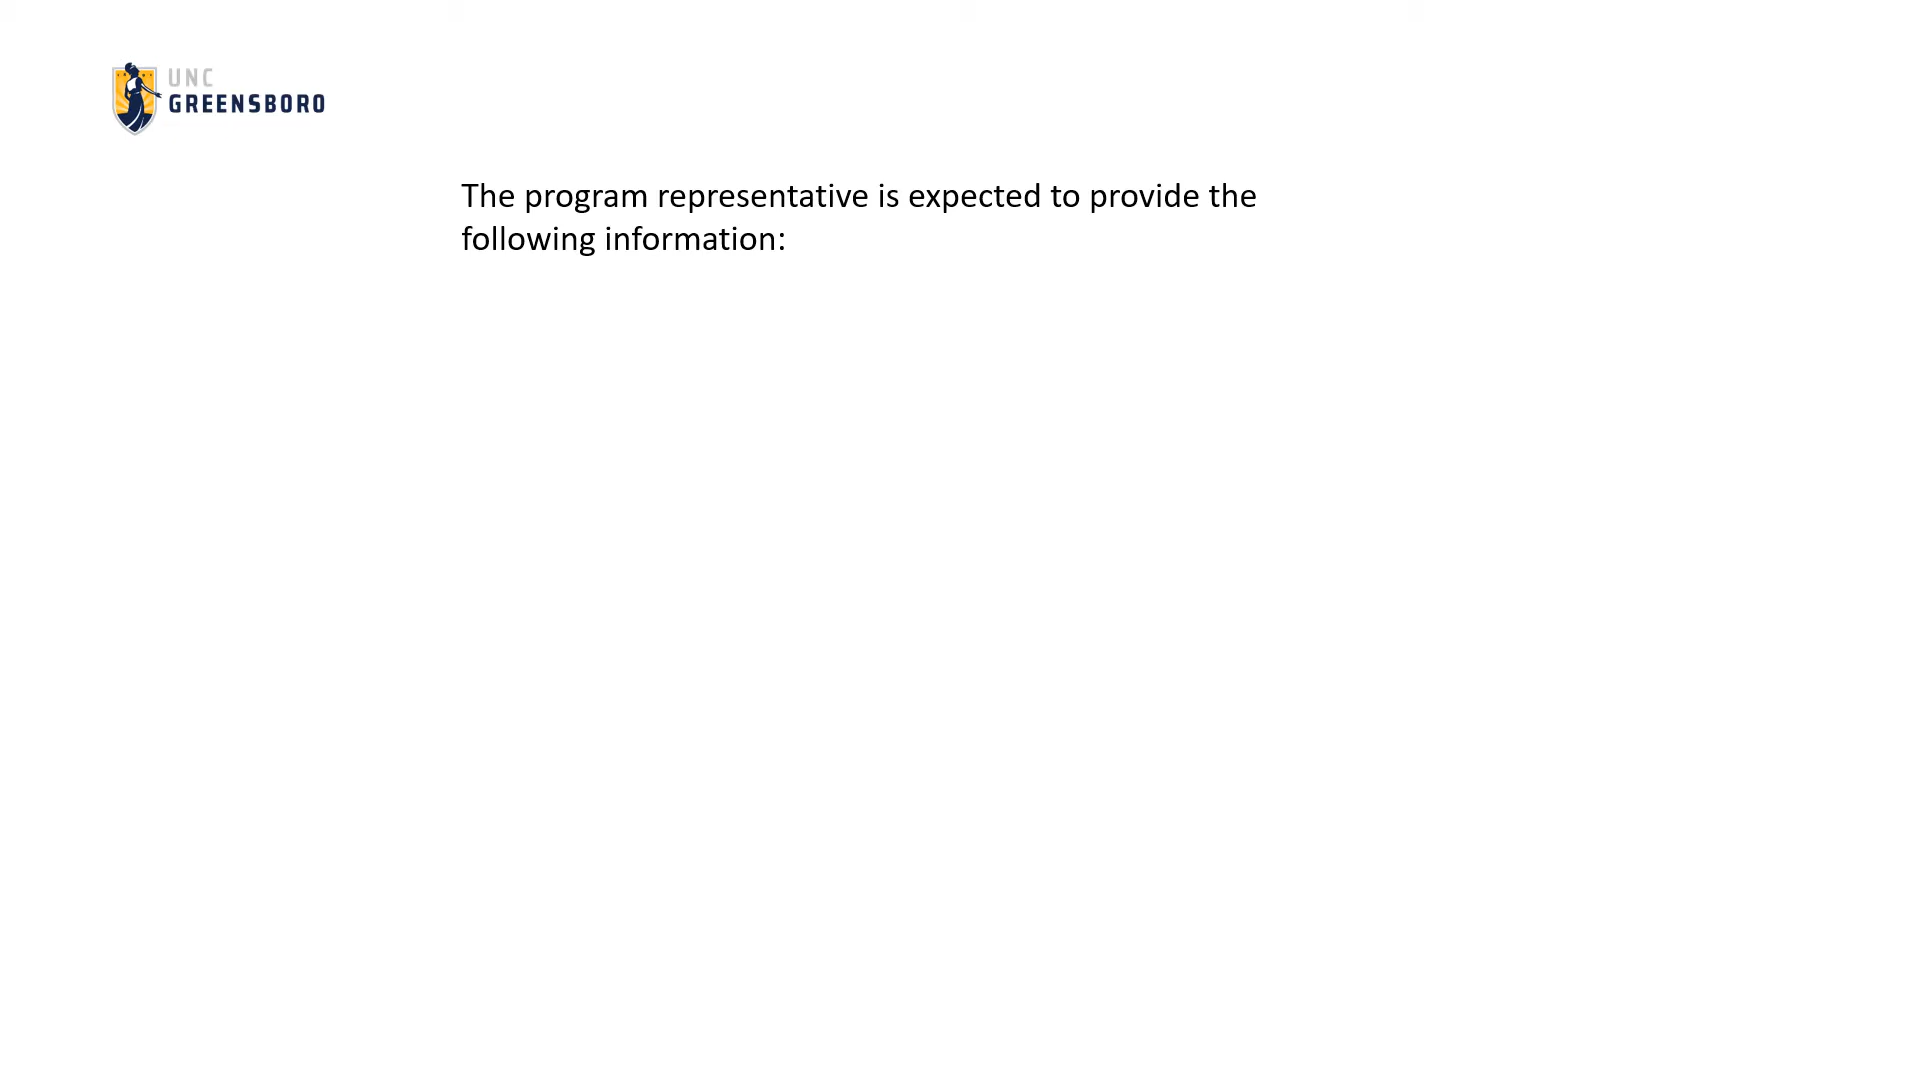 UNC
GREENSBORO
The program representative is expected to provide the
following information: